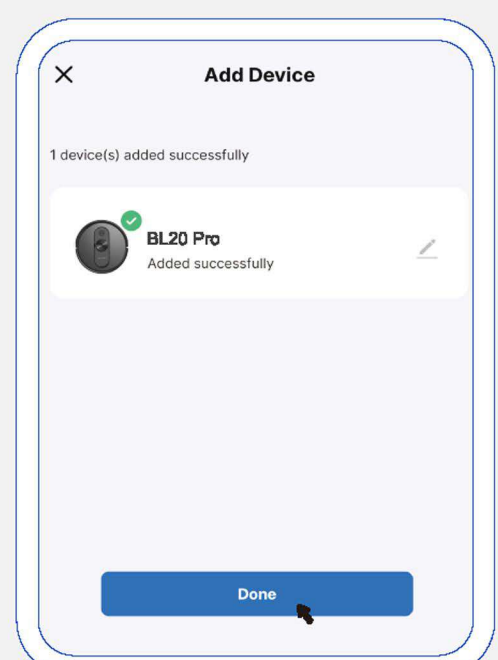 Add Device
1 device(s) added successfully
BL20 Pro
Added successfully
Done